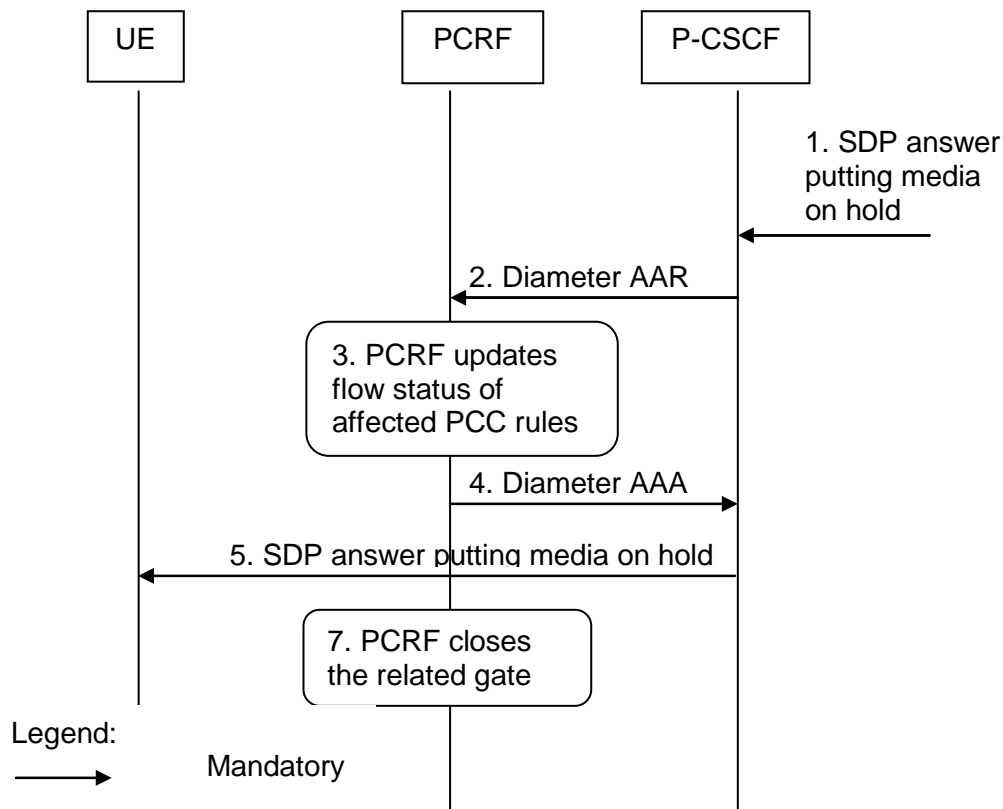 UE
PCRF
P-CSCF
1. SDP answer
putting media
on hold
2. Diameter AAR
3. PCRF updates
flow status of
affected PCC rules
4. Diameter AAA
5. SDP answer putting media on hold
7. PCRF closes
the related gate
Legend:
Mandatory